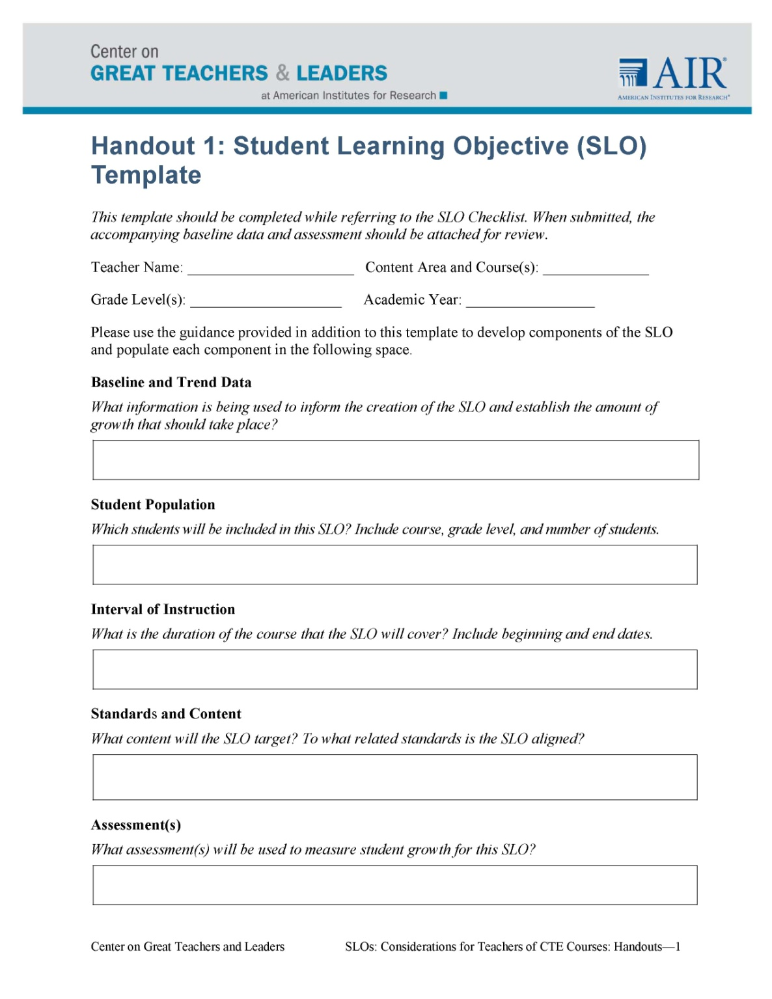 Center on
GREAT TEACHERS & LEADERS
at American Institutes for Research
AIR®
AMERICAN INSTITUTES FOR RESEARCH®
Handout 1: Student Learning Objective (SLO)
Template
This template should be completed while referring to the SLO Checklist. When submitted, the
accompanying baseline data and assessment should be attached for review.
Teacher Name: ______________________ Content Area and Course(s): ______________
Grade Level(s): ____________________ Academic Year: _________________
Please use the guidance provided in addition to this template to develop components of the SLO
and populate each component in the following space.
Baseline and Trend Data
What information is being used to inform the creation of the SLO and establish the amount of
growth that should take place?
Student Population
Which students will be included in this SLO? Include course, grade level, and number of students.
Interval of Instruction
What is the duration of the course that the SLO will cover? Include beginning and end dates.
Standards and Content
What content will the SLO target? To what related standards is the SLO aligned?
Assessment(s)
What assessment(s) will be used to measure student growth for this SLO?
Center on Great Teachers and Leaders SLOs: Considerations for Teachers of CTE Courses: Handouts—1